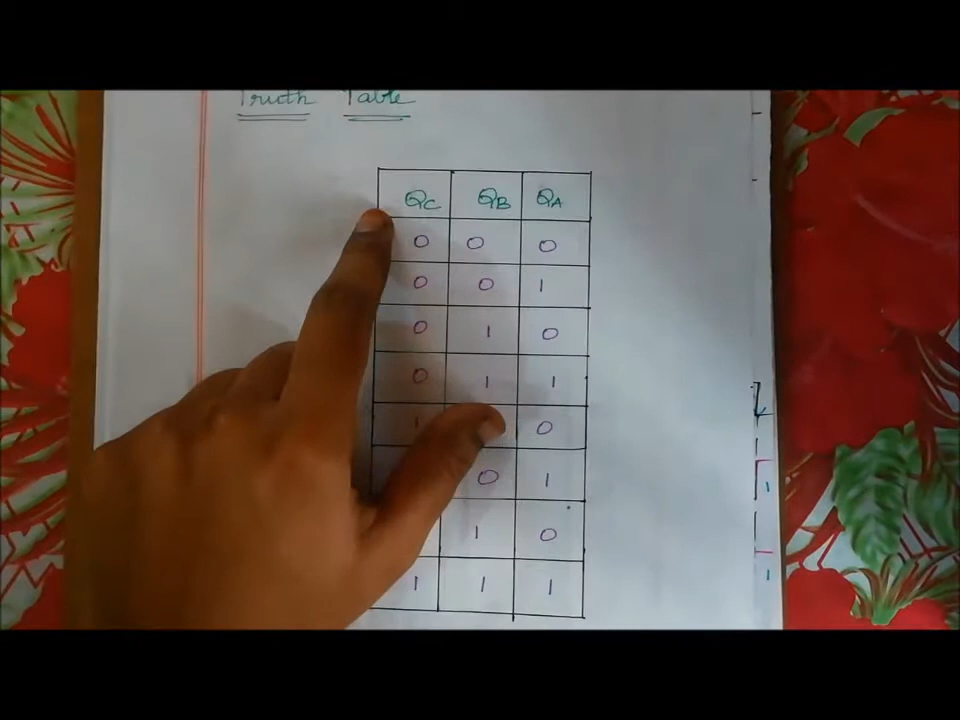 Truth Table
QC QB QA
0 0 0
0 0 1
0 1 0
0 1 1
1 0
0 1
1 0
1 1 1